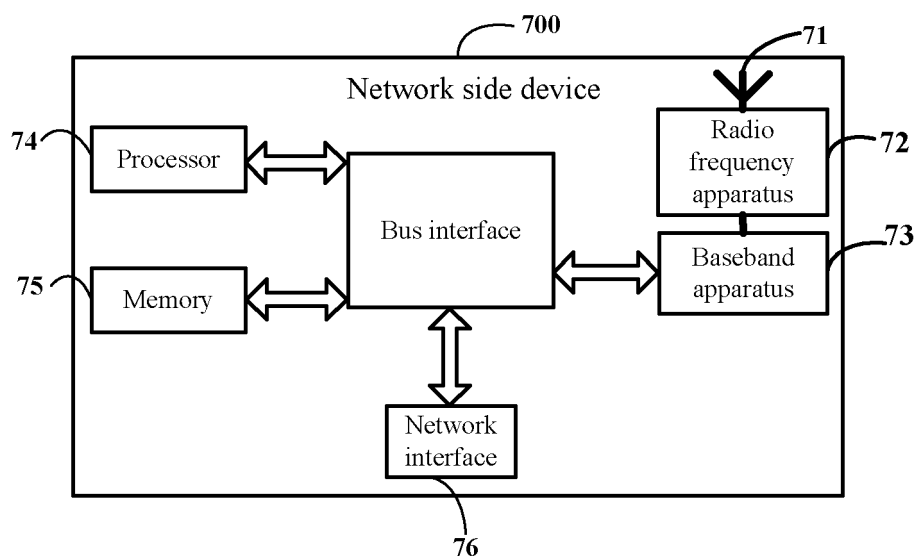 700
71
Network side device
74
Processor
Radio
frequency
apparatus
72
Bus interface
73
Baseband
apparatus
75
Memory
Network
interface
76